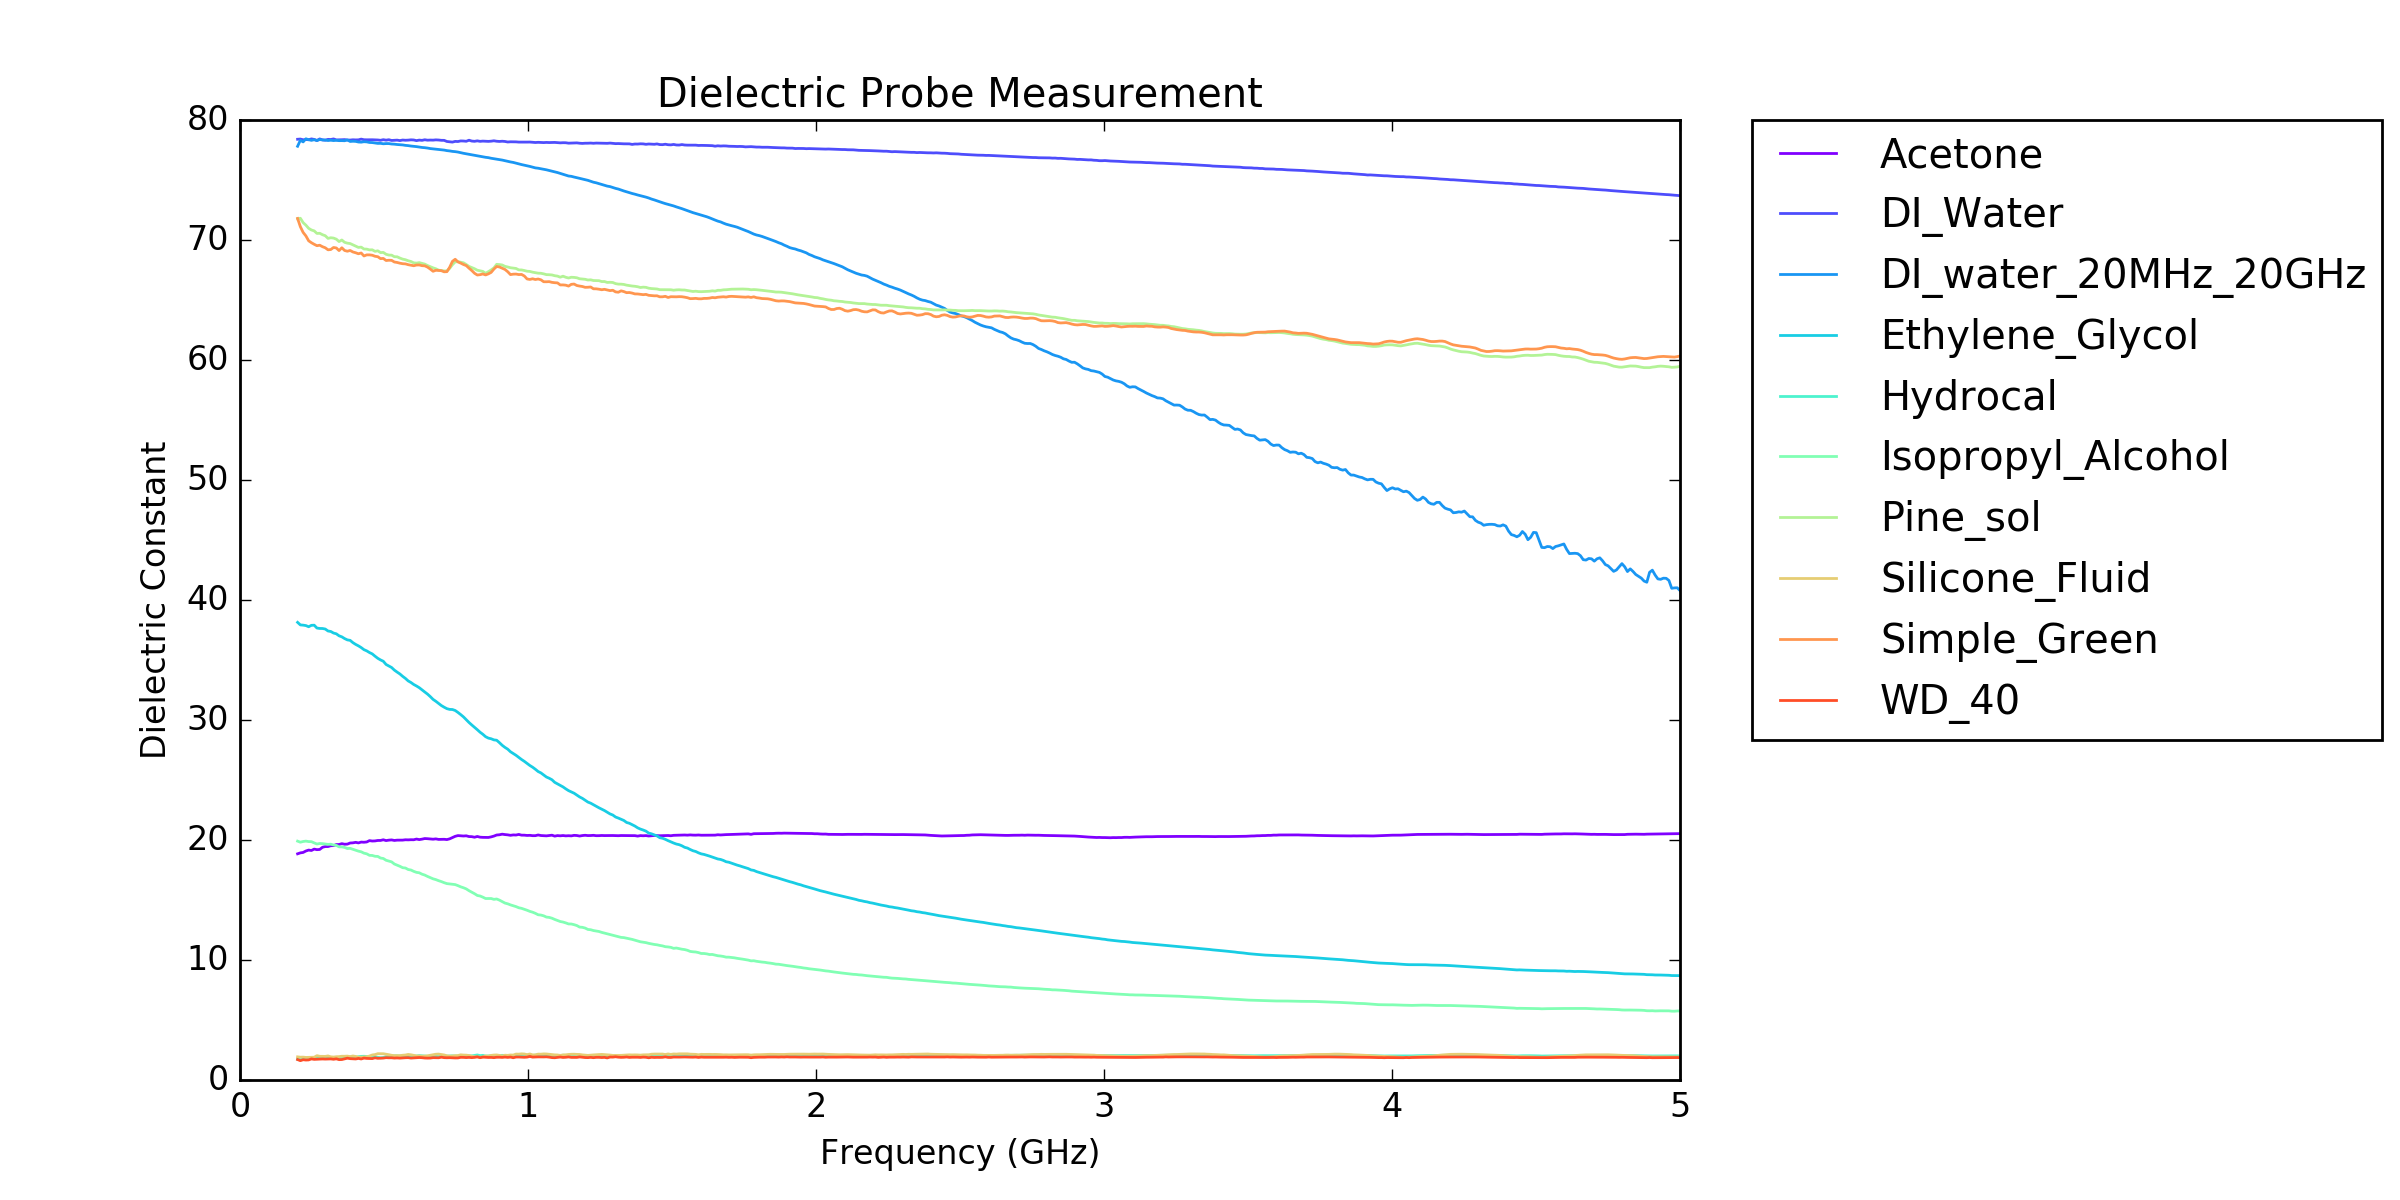 Dielectric Probe Measurement
80
70
60
50
40
30
20
10
0
Dielectric Constant
0 1 2 3 4 5
Frequency (GHz)
Acetone
DI_Water
DI_water_20MHz_20GHz
Ethylene_Glycol
Hydrocal
Isopropyl_Alcohol
Pine_sol
Silicone_Fluid
Simple_Green
WD_40